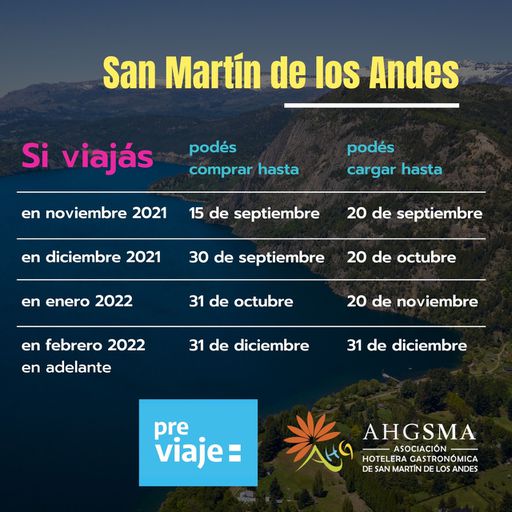 San Martín de los Andes
Si viajás
podés
comprar hasta
podés
cargar hasta
en noviembre 2021 15 de septiembre 20 de septiembre
en diciembre 2021 30 de septiembre 20 de octubre
en enero 2022 31 de octubre 20 de noviembre
en febrero 2022 31 de diciembre 31 de diciembre
en adelante
pre
viaje:
AHG
AHGSMA
ASOCIACIÓN
HOTELERA GASTRONÓMICA
DE SAN MARTÍN DE LOS ANDES